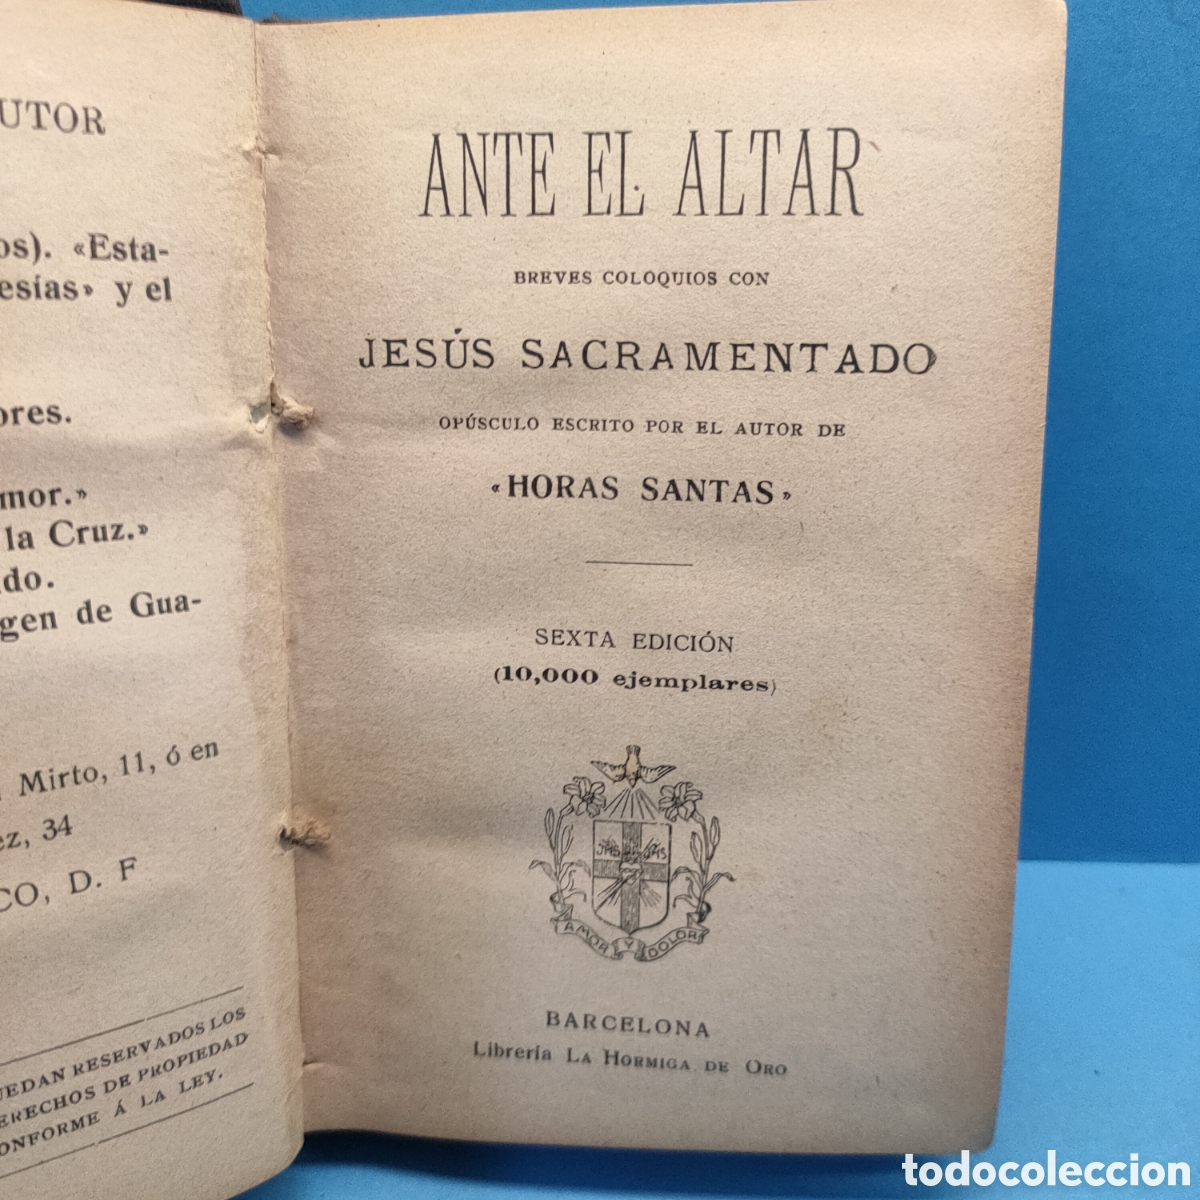 UTOR
os). «Esta-
esías» y el
ores.
mor.»
la Cruz.»
do.
gen de Gua-
Mirto, 11, ó en
ez, 34
CO, D. F
UEDAN RESERVADOS LOS
ERECHOS DE PROPIEDAD
ONFORME Á LA LEY.
ANTE EL ALTAR
BREVES COLOQUIOS CON
JESÚS SACRAMENTADO
OPÚSCULO ESCRITO POR EL AUTOR DE
«HORAS SANTAS»
SEXTA EDICIÓN
(10,000 ejemplares)
AMOR Y DOLOR
BARCELONA
Librería LA HORMIGA DE ORO
todocoleccion